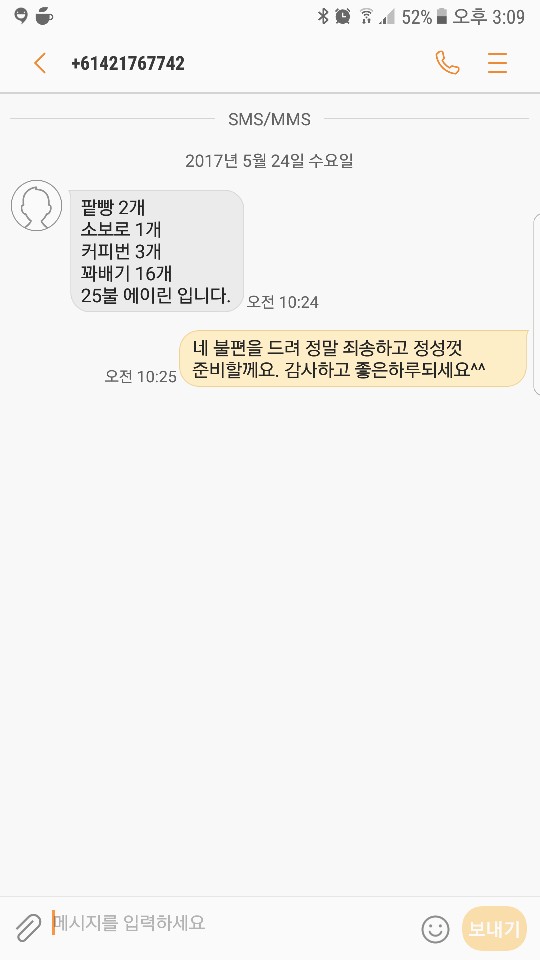 52% 오후 3:09
+61421767742
SMS/MMS
2017년 5월 24일 수요일
팥빵 2개
소보로 1개
커피번 3개
꽈배기 16개
25불 에이린 입니다.
오전 10:24
네 불편을 드려 정말 죄송하고 정성껏
준비할께요. 감사하고 좋은하루되세요^^
오전 10:25
메시지를 입력하세요
보내기